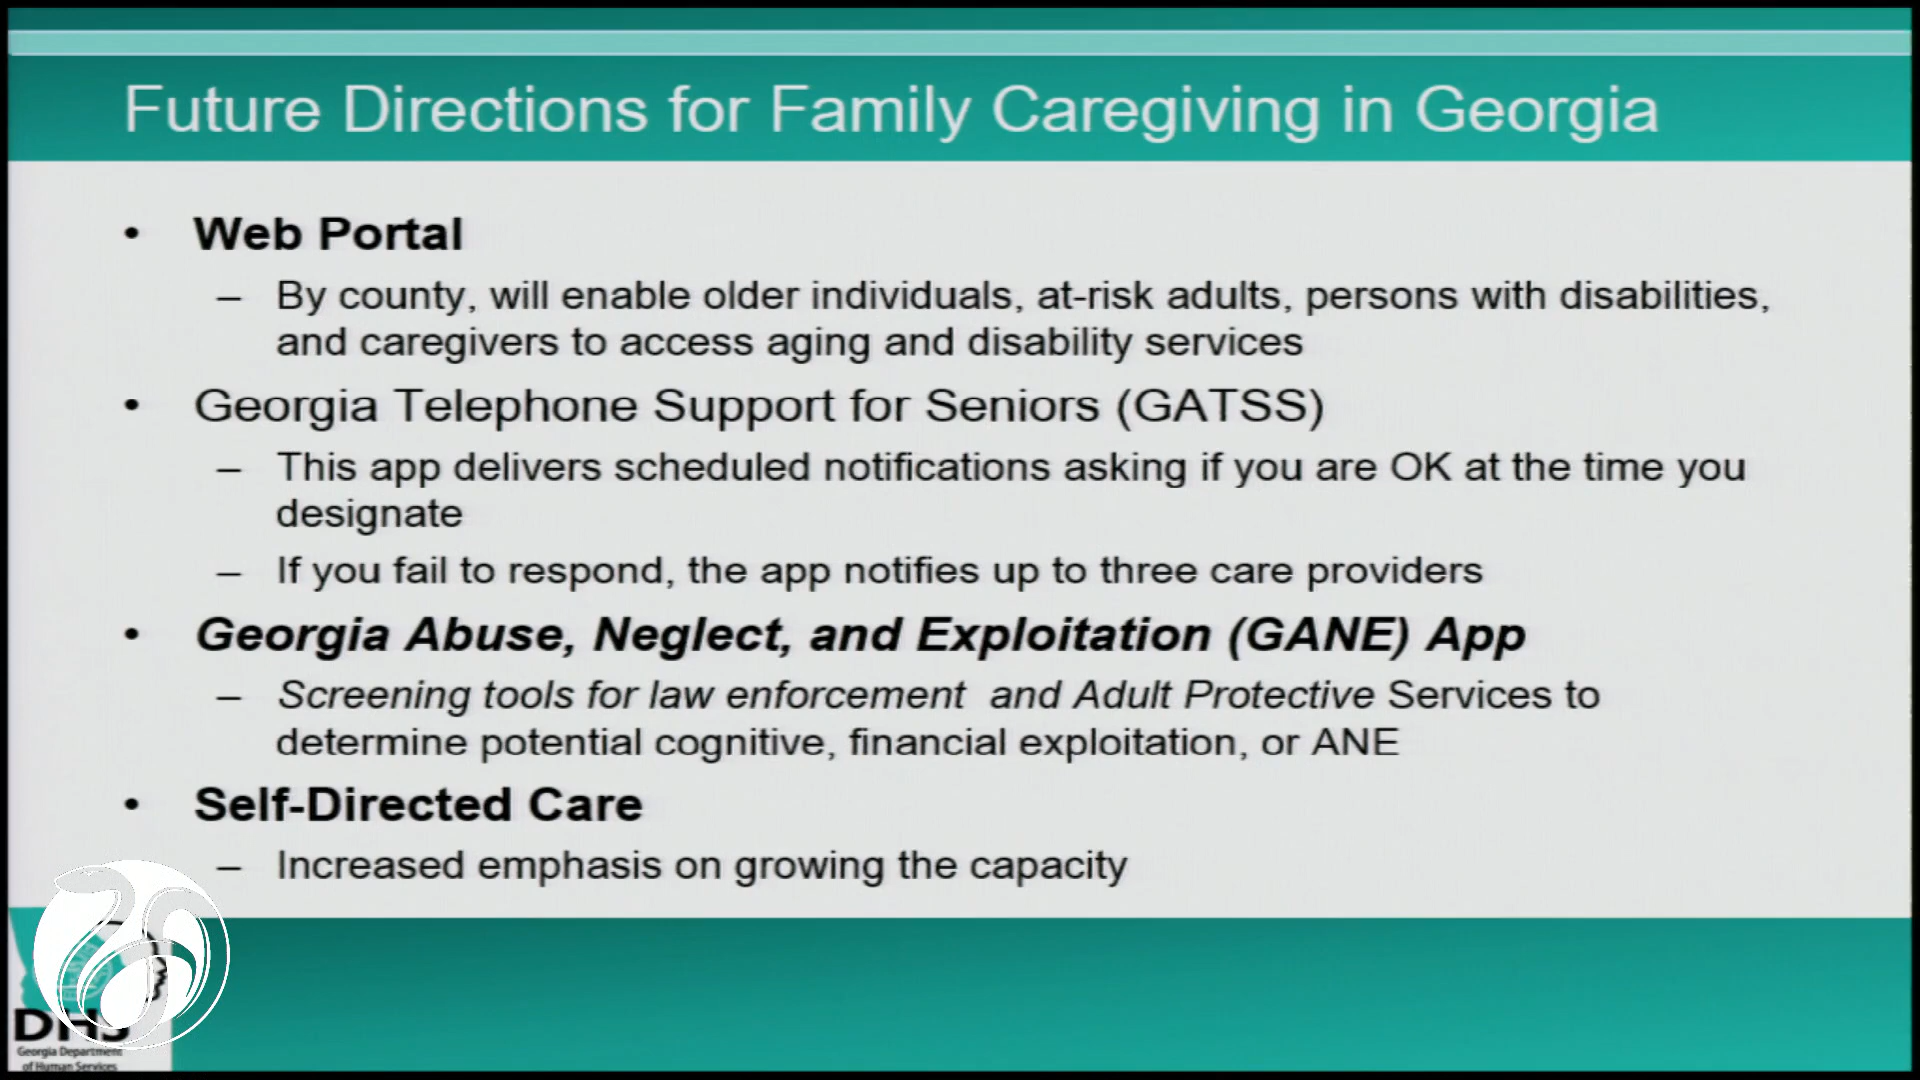 Future Directions for Family Caregiving in Georgia
• Web Portal
– By county, will enable older individuals, at-risk adults, persons with disabilities,
and caregivers to access aging and disability services
• Georgia Telephone Support for Seniors (GATSS)
– This app delivers scheduled notifications asking if you are OK at the time you
designate
– If you fail to respond, the app notifies up to three care providers
• Georgia Abuse, Neglect, and Exploitation (GANE) App
– Screening tools for law enforcement and Adult Protective Services to
determine potential cognitive, financial exploitation, or ANE
• Self-Directed Care
– Increased emphasis on growing the capacity
DHS
Georgia Department
of Human Services